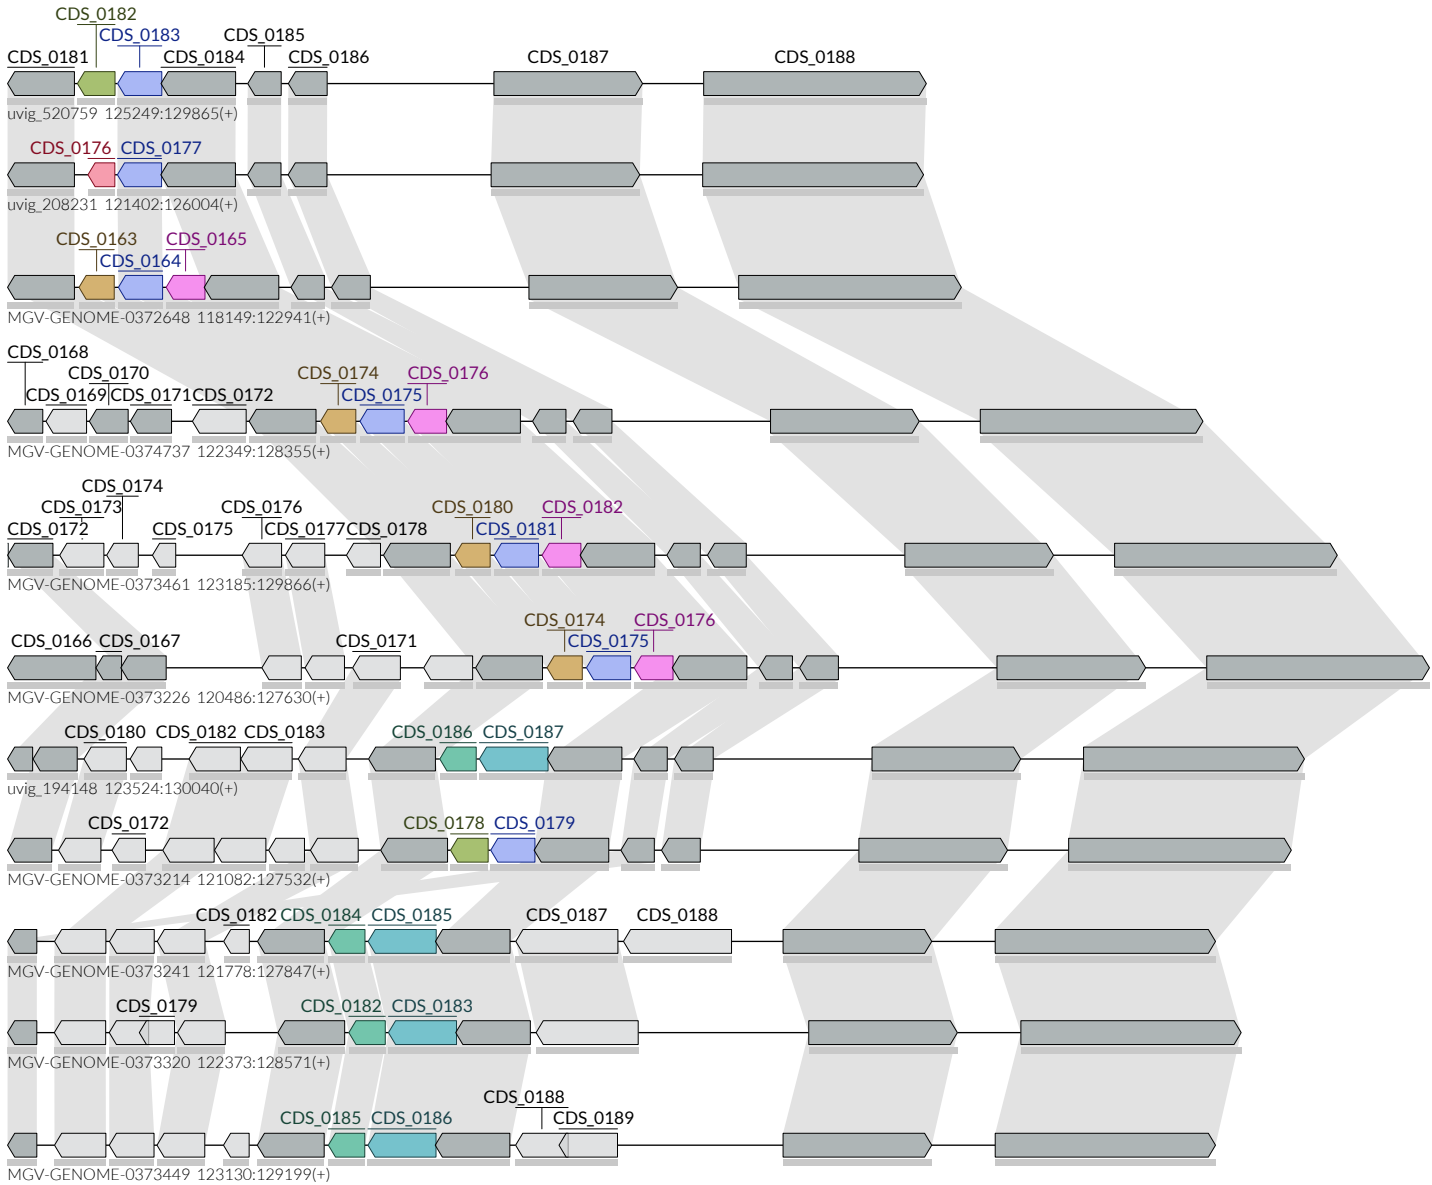 CDS_0182
CDS_0183 CDS_0185
CDS_0181 CDS_0184 CDS_0186 CDS_0187 CDS_0188
uvig_520759 125249:129865(+)
CDS_0176 CDS_0177
uvig_208231 121402:126004(+)
CDS_0163 CDS_0165
CDS_0164
MGV-GENOME-0372648 118149:122941(+)
CDS_0168
CDS_0170 CDS_0174 CDS_0176
CDS_0169 CDS_0171 CDS_0172 CDS_0175
MGV-GENOME-0374737 122349:128355(+)
CDS_0174
CDS_0173 CDS_0176 CDS_0180 CDS_0182
CDS_0172 CDS_0175 CDS_0177 CDS_0178 CDS_0181
MGV-GENOME-0373461 123185:129866(+)
CDS_0174 CDS_0176
CDS_0166 CDS_0167 CDS_0171 CDS_0175
MGV-GENOME-0373226 120486:127630(+)
CDS_0180 CDS_0182 CDS_0183 CDS_0186 CDS_0187
uvig_194148 123524:130040(+)
CDS_0172 CDS_0178 CDS_0179
MGV-GENOME-0373214 121082:127532(+)
CDS_0182 CDS_0184 CDS_0185 CDS_0187 CDS_0188
MGV-GENOME-0373241 121778:127847(+)
CDS_0179 CDS_0182 CDS_0183
MGV-GENOME-0373320 122373:128571(+)
CDS_0188
CDS_0185 CDS_0186 CDS_0189
MGV-GENOME-0373449 123130:129199(+)